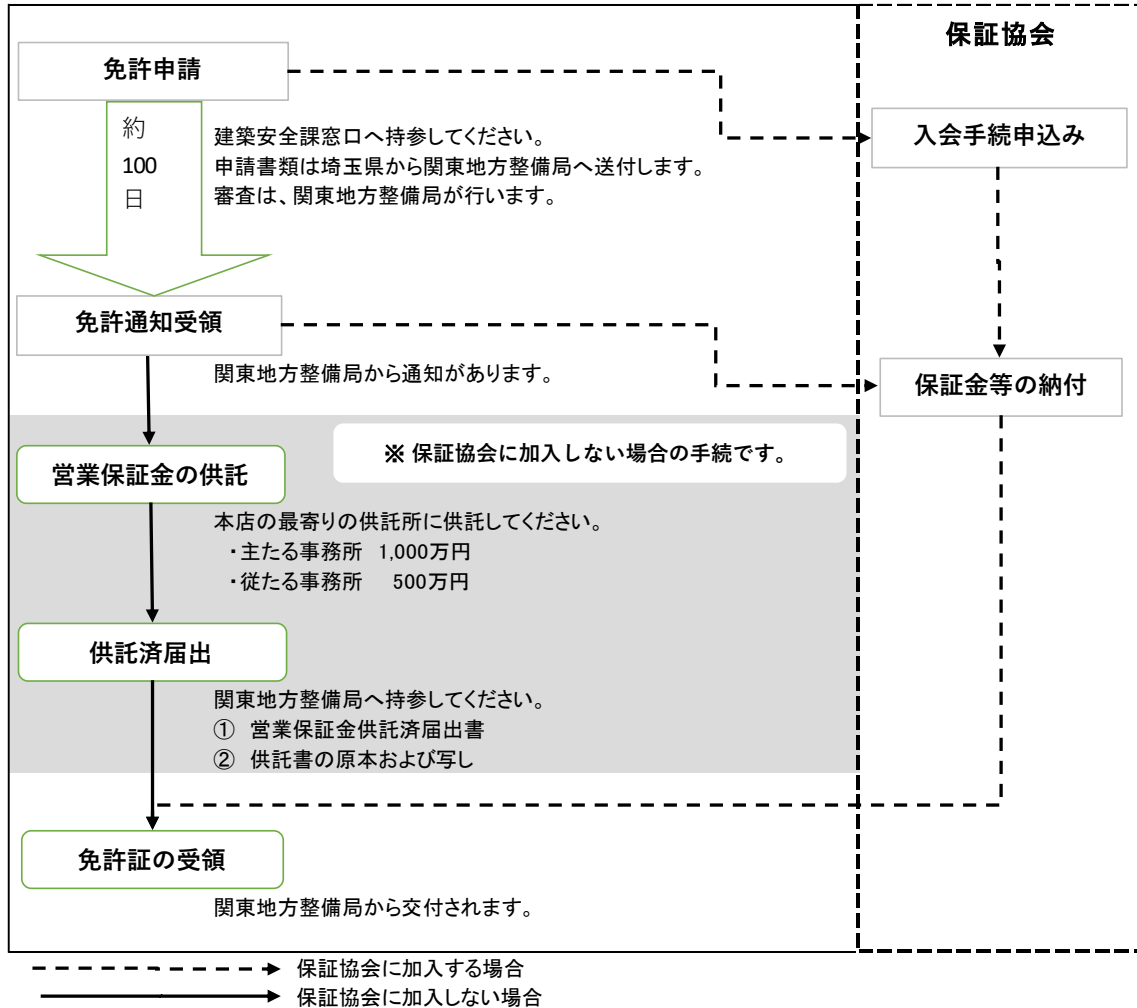 保証協会
免許申請
約
100
日
建築安全課窓口へ持参してください。
申請書類は埼玉県から関東地方整備局へ送付します。
審査は、関東地方整備局が行います。
入会手続申込み
免許通知受領
関東地方整備局から通知があります。
保証金等の納付
※ 保証協会に加入しない場合の手続です。
営業保証金の供託
本店の最寄りの供託所に供託してください。
・主たる事務所 1,000万円
・従たる事務所 500万円
供託済届出
関東地方整備局へ持参してください。
① 営業保証金供託済届出書
② 供託書の原本および写し
免許証の受領
関東地方整備局から交付されます。
保証協会に加入する場合
保証協会に加入しない場合